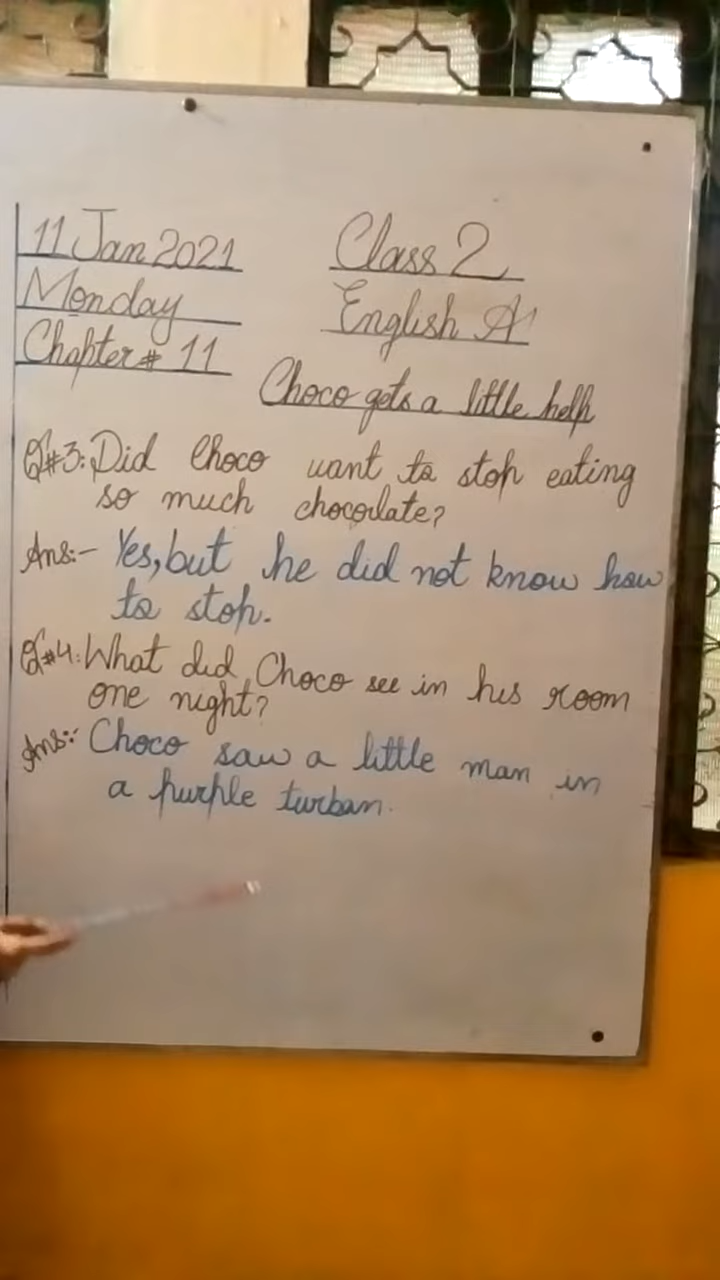 11 Jan 2021
Monday
Chapter # 11
Class 2
English A
Choco gets a little help
Q#3: Did Choco want to stop eating
so much chocolate?
Ans:- Yes, but he did not know how
to stop.
Q#4: What did Choco see in his room
one night?
Ans:- Choco saw a little man in
a purple turban.